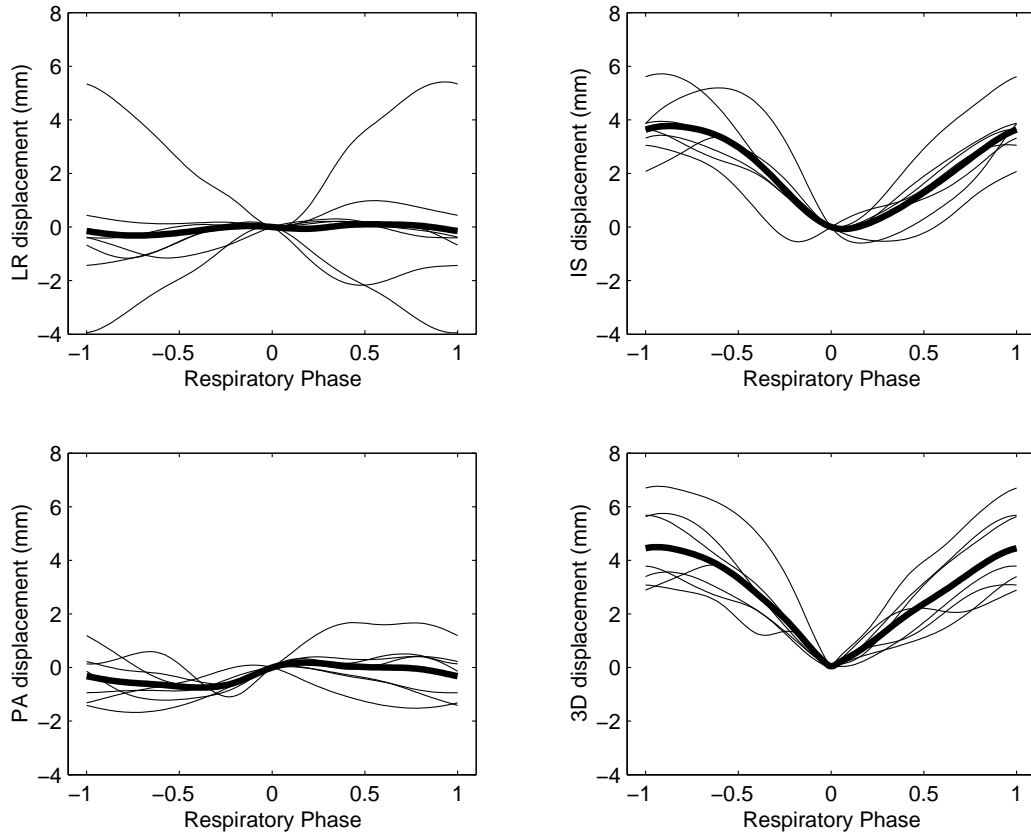 8
6
4
2
0
−2
−4
LR displacement (mm)
−1 −0.5 0 0.5 1
Respiratory Phase
8
6
4
2
0
−2
−4
IS displacement (mm)
−1 −0.5 0 0.5 1
Respiratory Phase
8
6
4
2
0
−2
−4
PA displacement (mm)
−1 −0.5 0 0.5 1
Respiratory Phase
8
6
4
2
0
−2
−4
3D displacement (mm)
−1 −0.5 0 0.5 1
Respiratory Phase